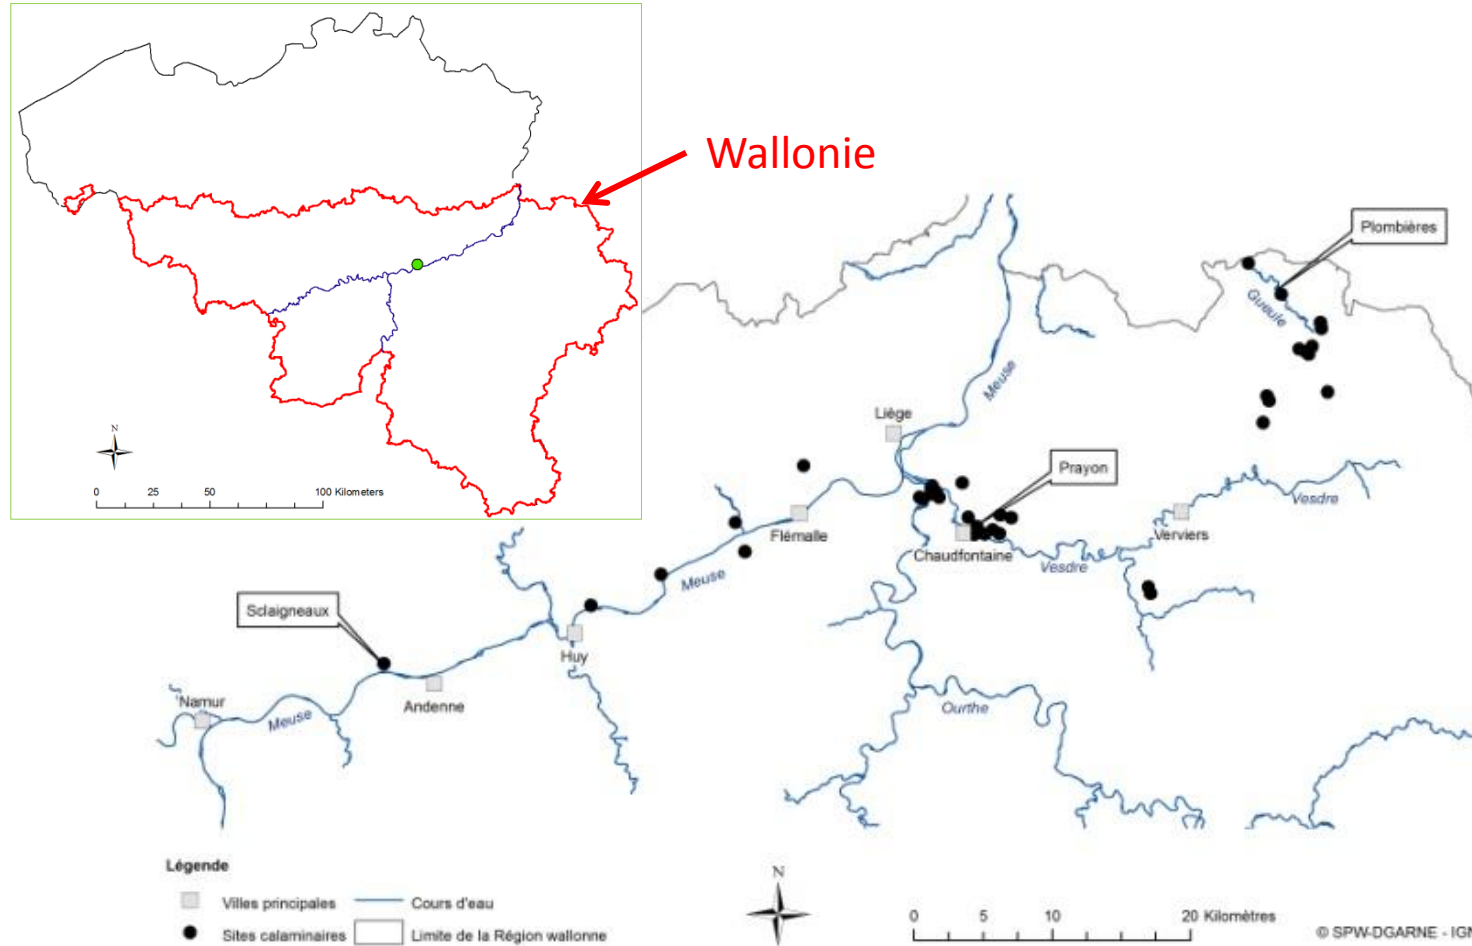 Wallonie
N
0 25 50 100 Kilometers
Plombières
Gueule
Meuse
Liège
Prayon
Vesdre
Flémalle
Chaudfontaine
Verviers
Vesdre
Meuse
Sclaigneaux
Huy
Namur
Andenne
Meuse
Ourthe
Légende
Villes principales Cours d'eau
Sites calaminaires Limite de la Région wallonne
N
0 5 10 20 Kilomètres
© SPW-DGARNE - IGN